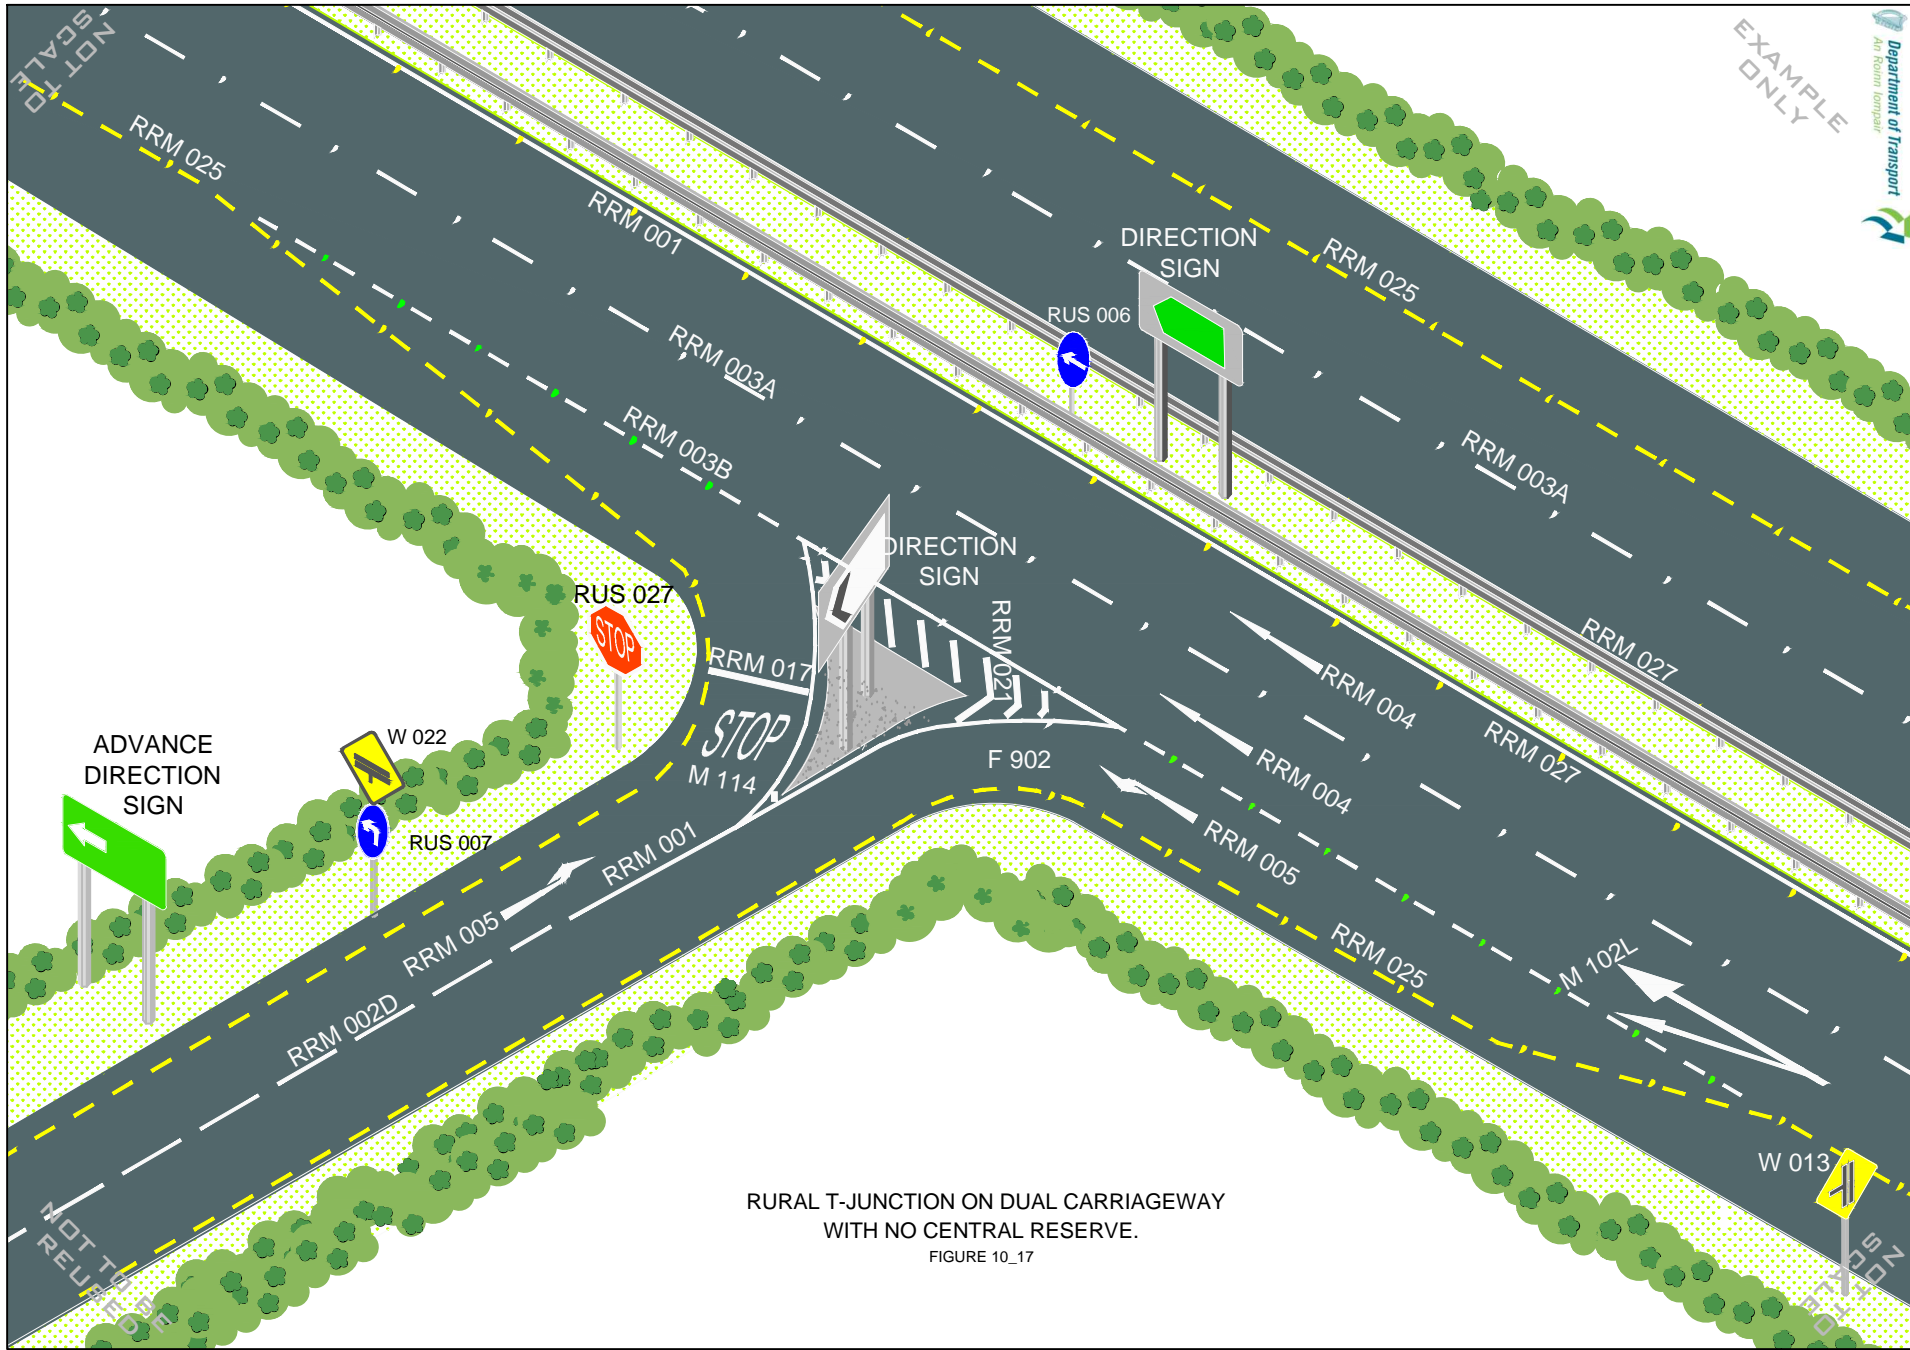 NOT TO
SCALE
EXAMPLE
ONLY
Department of Transport
An Roinn Iompair
RRM 025
RRM 001
DIRECTION
SIGN
RRM 025
RUS 006
RRM 003A
RRM 003B
RRM 003A
DIRECTION
SIGN
RUS 027
STOP
RRM 021
RRM 017
RRM 027
RRM 004
STOP
M 114
W 022
ADVANCE
DIRECTION
SIGN
F 902
RRM 004
RRM 027
RUS 007
RRM 001
RRM 005
RRM 005
RRM 025
M 102L
RRM 002D
W 013
RURAL T-JUNCTION ON DUAL CARRIAGEWAY
WITH NO CENTRAL RESERVE.
FIGURE 10_17
NOT TO BE
REUSED
NOT TO
SCALE